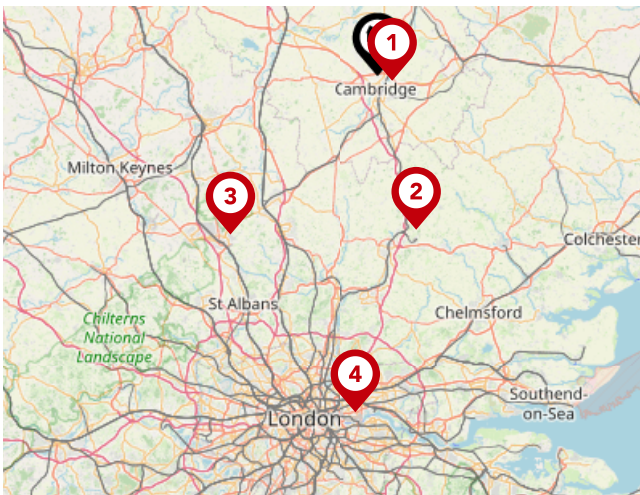 1
Cambridge
Milton Keynes
3
2
Colchester
St Albans
Chelmsford
Chilterns
National
Landscape
4
London
Southend-
on-Sea